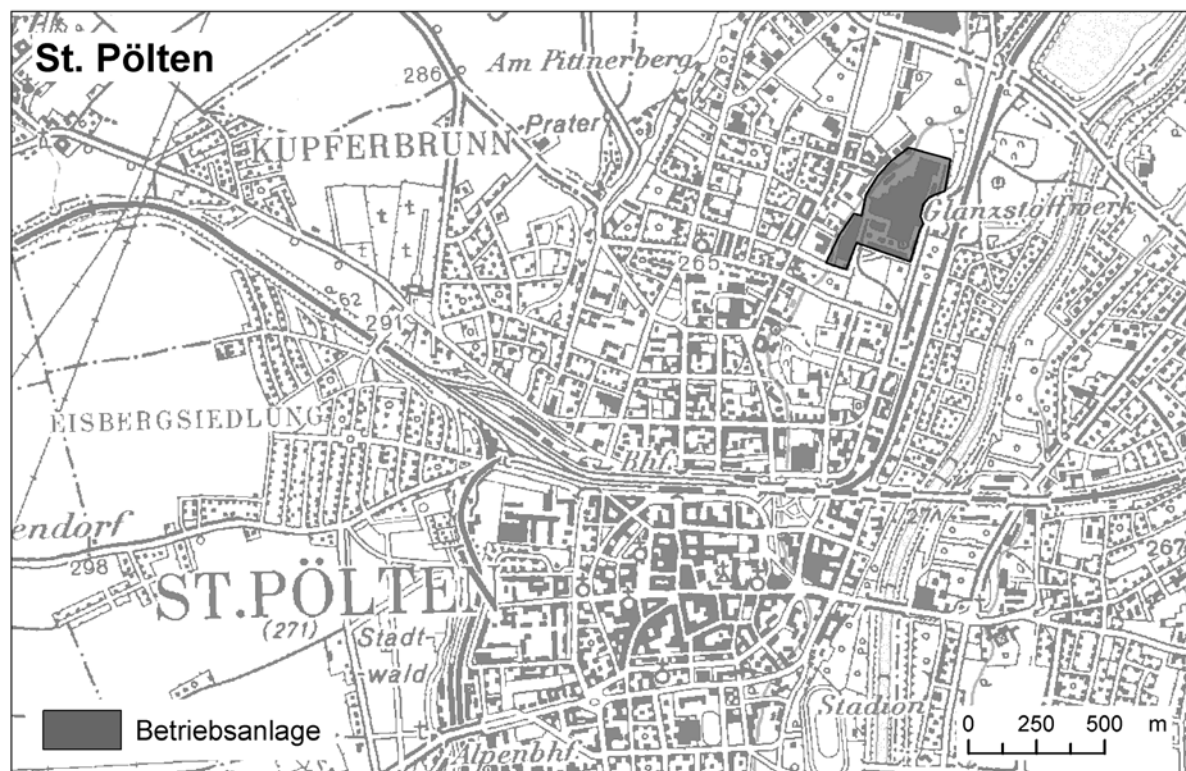 St. Pölten
286
Am Pittnerberg
Prater
KUPFERBRUNN
Glanzstoffwerk
265
62
291
EISBERGSIEDLUNG
Bhf.
endorf
298
ST.PÖLTEN
(271)
Stadt-
wald
267
Stadion
Alpenbhf.
Betriebsanlage
0 250 500 m